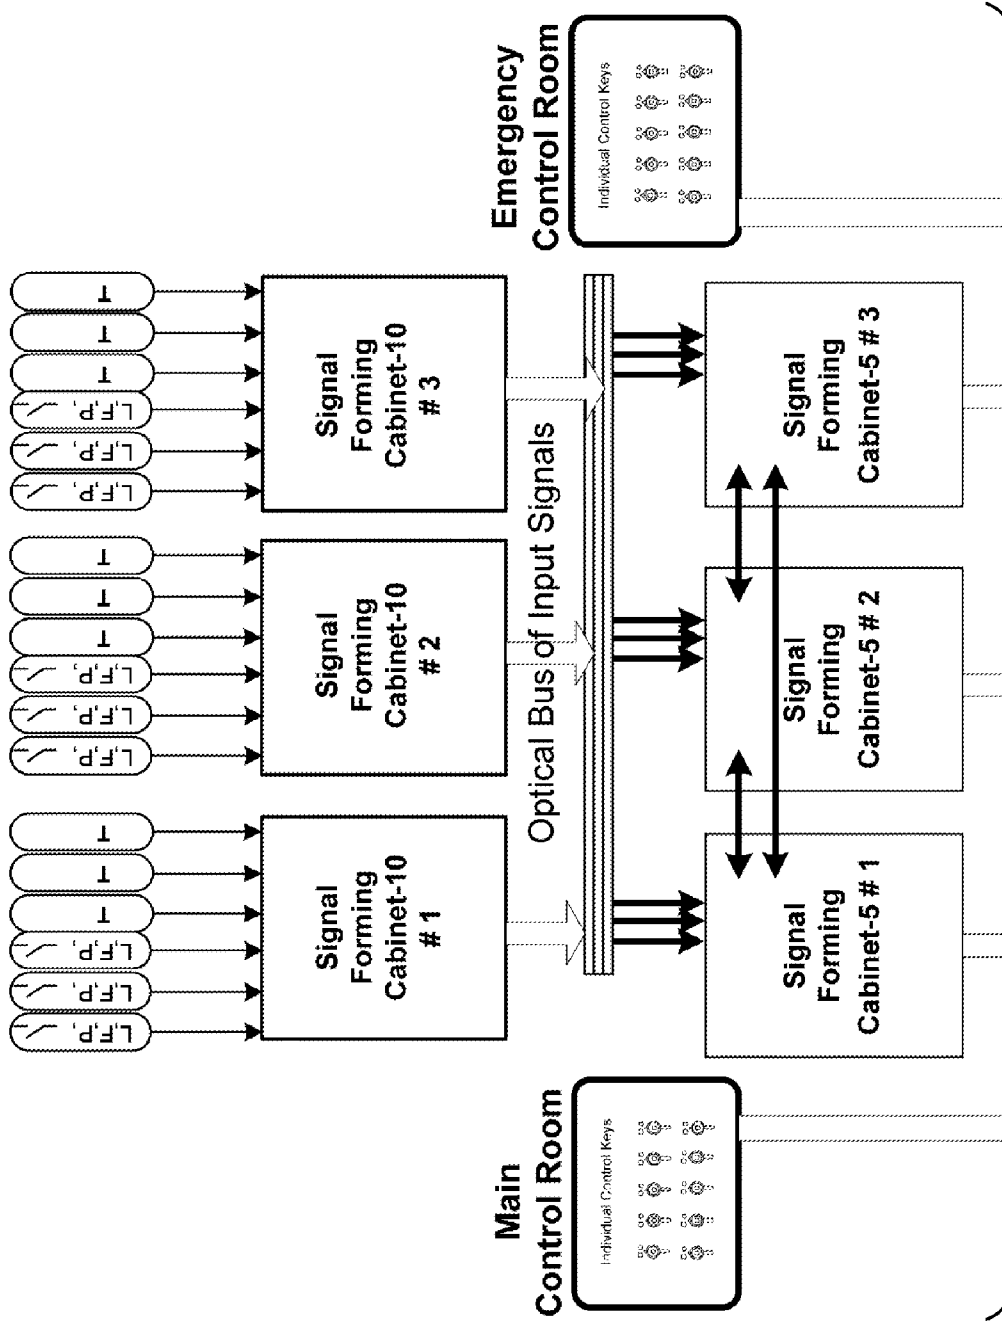 L,F,P,
L,F,P,
L,F,P,
T
T
T
L,F,P,
L,F,P,
L,F,P,
T
T
T
L,F,P,
L,F,P,
L,F,P,
T
T
T
Signal
Forming
Cabinet-10
# 1
Signal
Forming
Cabinet-10
# 2
Signal
Forming
Cabinet-10
# 3
Optical Bus of Input Signals
Main
Control Room
Individual Control Keys
Emergency
Control Room
Individual Control Keys
Signal
Forming
Cabinet-5 # 1
Signal
Forming
Cabinet-5 # 2
Signal
Forming
Cabinet-5 # 3